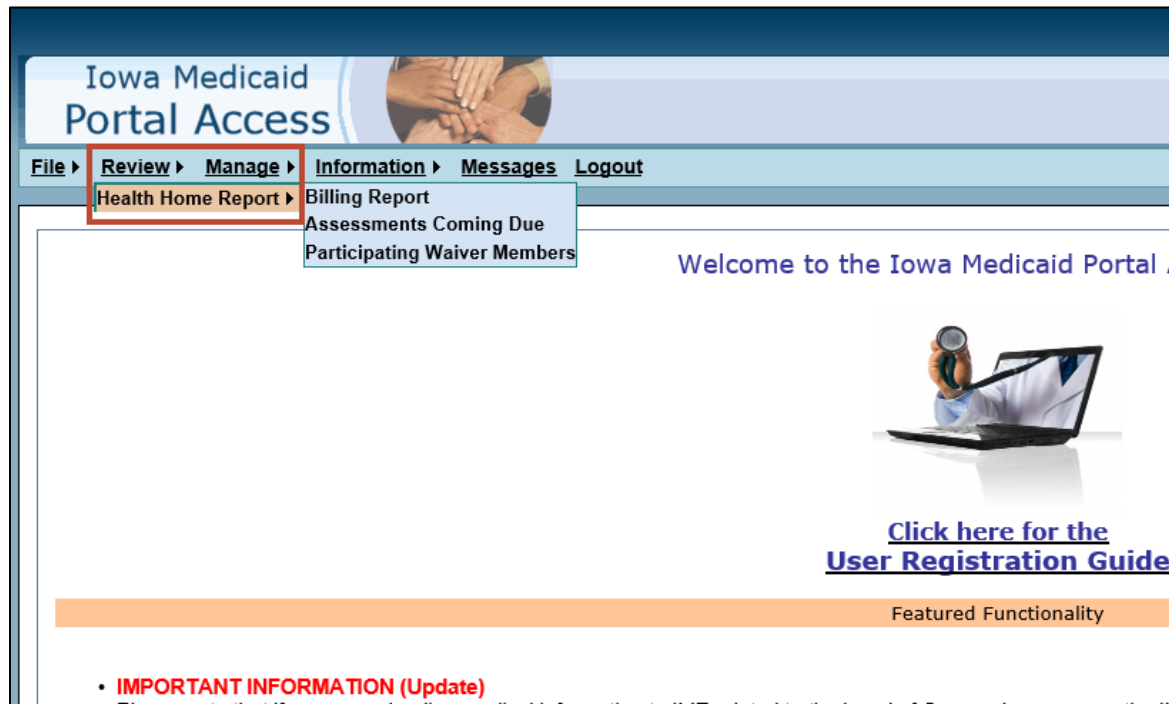 Iowa Medicaid
Portal Access
File Review Manage Information Messages Logout
Health Home Report Billing Report
Assessments Coming Due
Participating Waiver Members
Welcome to the Iowa Medicaid Portal
Click here for the
User Registration Guide
Featured Functionality
• IMPORTANT INFORMATION (Update)